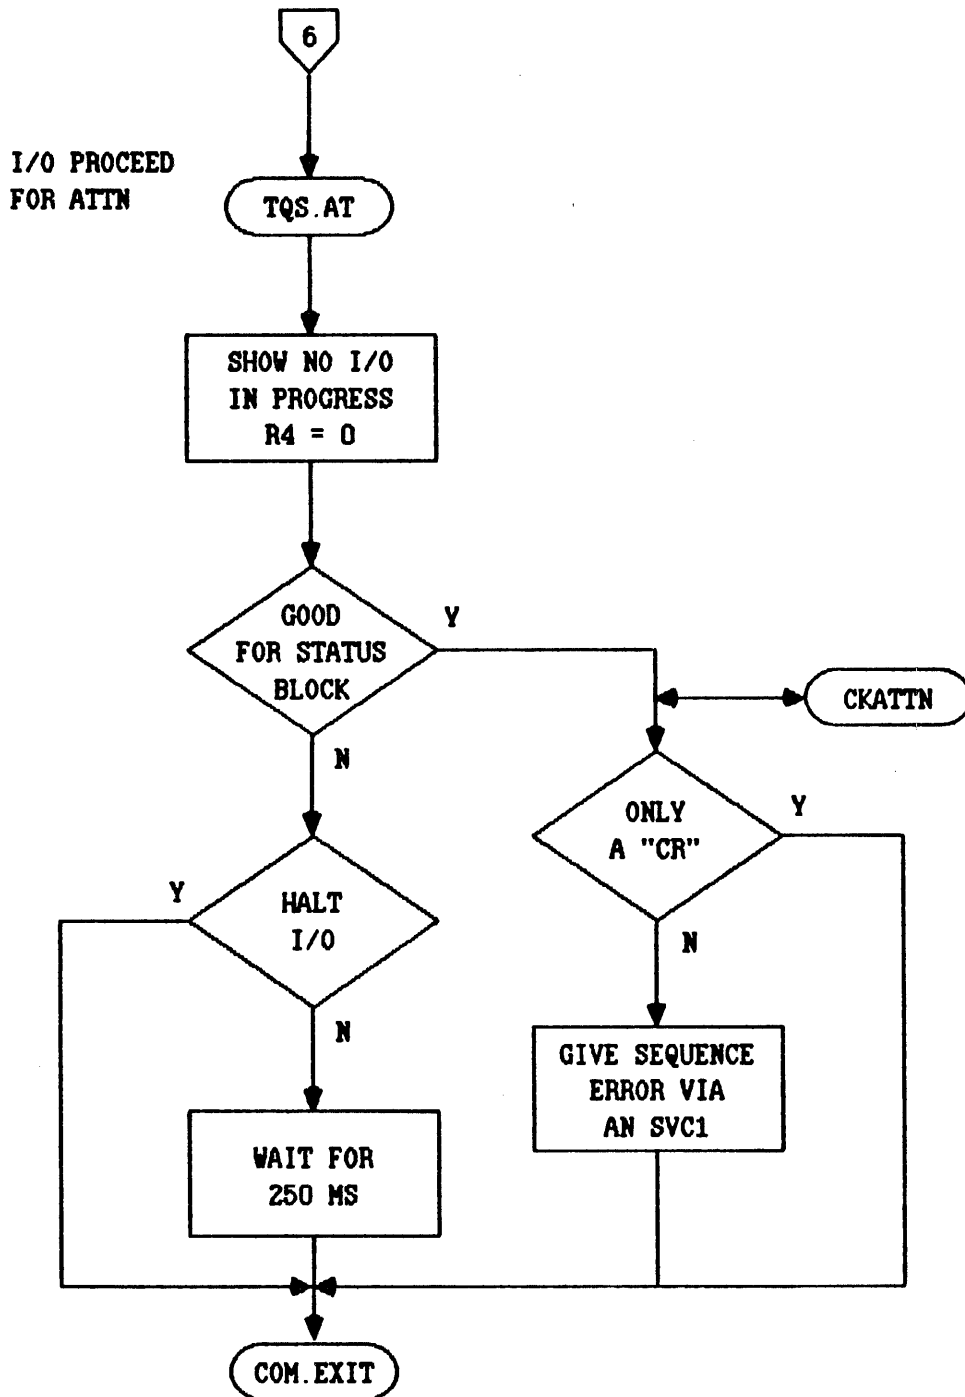 6
I/O PROCEED
FOR ATTN
TQS.AT
SHOW NO I/O
IN PROGRESS
R4 = 0
GOOD
FOR STATUS
BLOCK
Y
N
CKATTN
ONLY
A "CR"
Y
N
HALT
I/O
Y
N
GIVE SEQUENCE
ERROR VIA
AN SVC1
WAIT FOR
250 MS
COM.EXIT